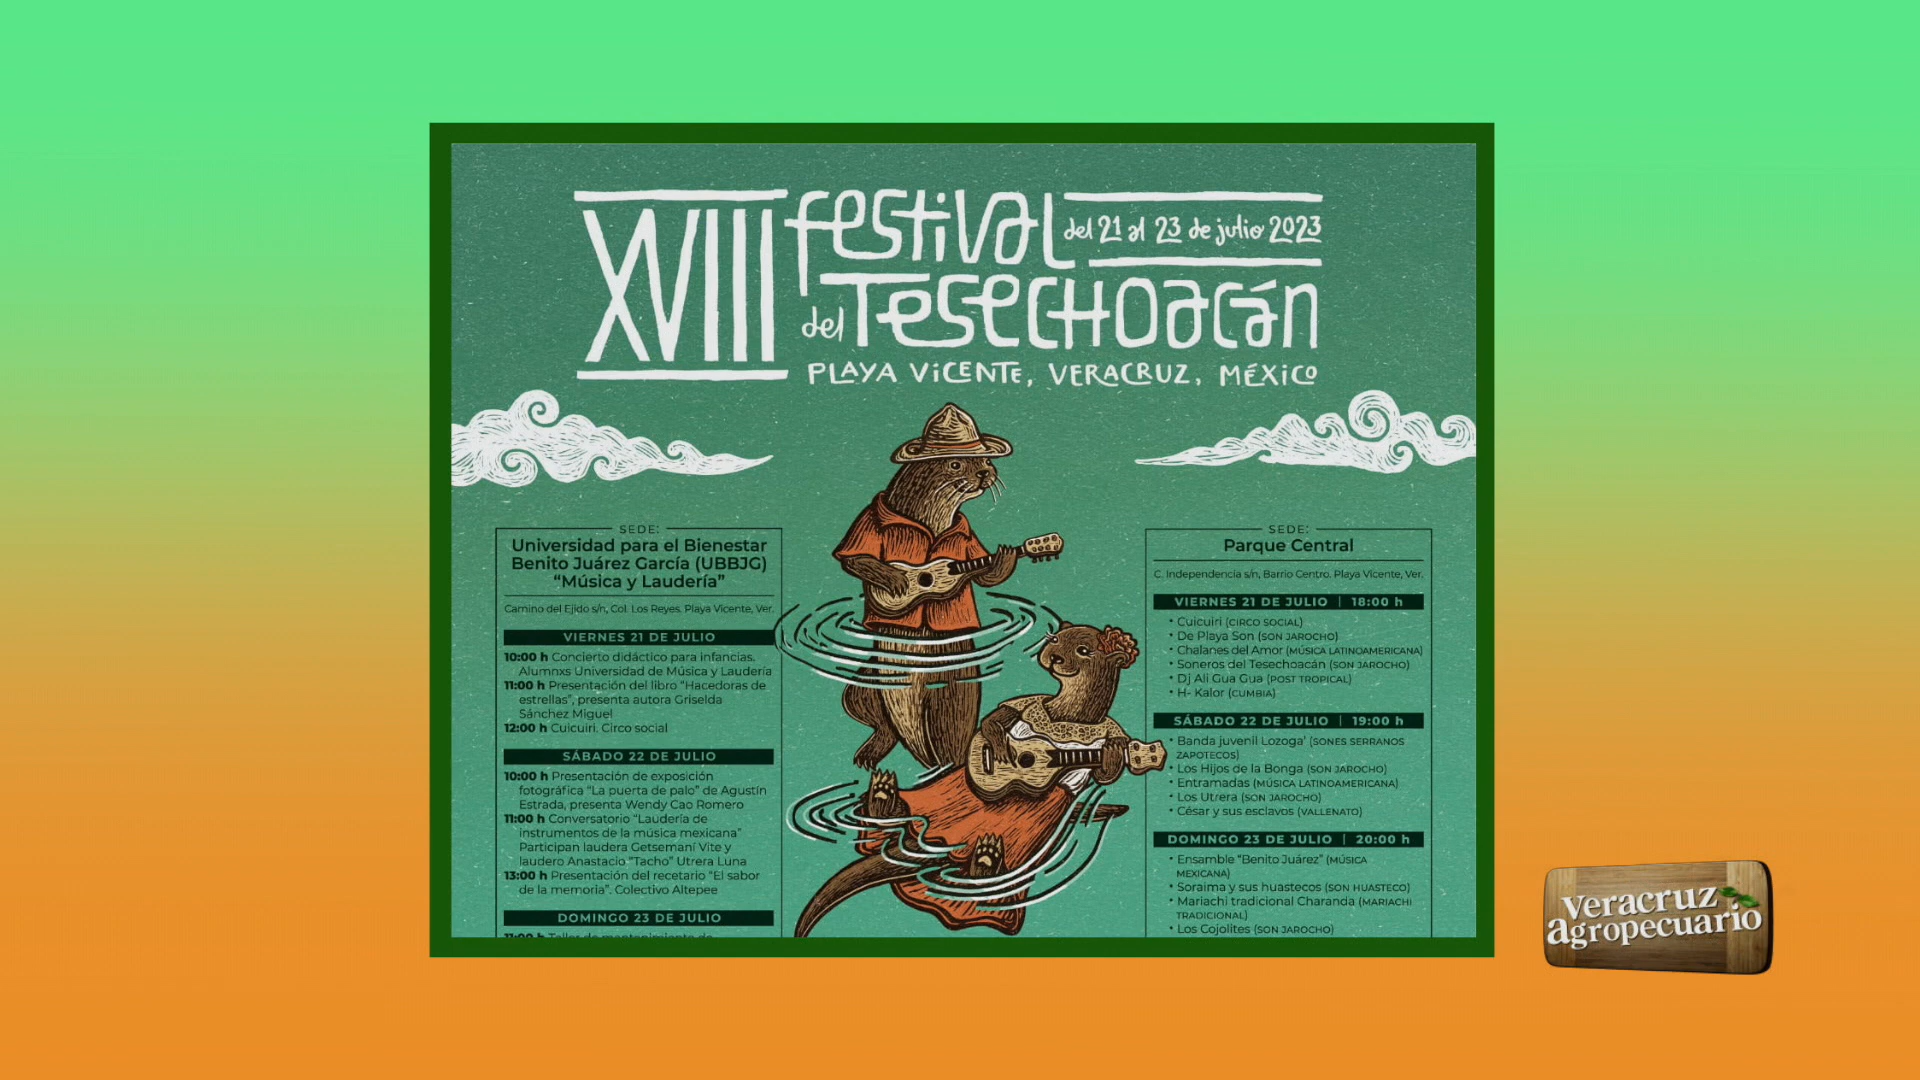 XVIII festival del 21 al 23 de julio 2023
del Tesechoacán
PLAYA VICENTE, VERACRUZ, MÉXICO
SEDE:
Universidad para el Bienestar
Benito Juárez García (UBBJG)
“Música y Laudería”
Camino del Ejido s/n, Col. Los Reyes. Playa Vicente, Ver.
VIERNES 21 DE JULIO
10:00 h Concierto didáctico para infancias.
Alumnxs Universidad de Música y Laudería
11:00 h Presentación del libro “Hacedoras de
estrellas”, presenta autora Griselda
Sánchez Miguel
12:00 h Cuicuiri. Circo social
SÁBADO 22 DE JULIO
10:00 h Presentación de exposición
fotográfica “La puerta de palo” de Agustín
Estrada, presenta Wendy Cao Romero
11:00 h Conversatorio “Laudería de
instrumentos de la música mexicana”
Participan laudera Getsemaní Vite y
laudero Anastacio “Tacho” Utrera Luna
13:00 h Presentación del recetario “El sabor
de la memoria”. Colectivo Altepee
DOMINGO 23 DE JULIO
11:00 h Taller de mantenimiento de
SEDE:
Parque Central
C. Independencia s/n, Barrio Centro. Playa Vicente, Ver.
VIERNES 21 DE JULIO | 18:00 h
• Cuicuiri (CIRCO SOCIAL)
• De Playa Son (SON JAROCHO)
• Chalanes del Amor (MÚSICA LATINOAMERICANA)
• Soneros del Tesechoacán (SON JAROCHO)
• Dj Ali Gua Gua (POST TROPICAL)
• H- Kalor (CUMBIA)
SÁBADO 22 DE JULIO | 19:00 h
• Banda juvenil Lozoga’ (SONES SERRANOS
ZAPOTECOS)
• Los Hijos de la Bonga (SON JAROCHO)
• Entramadas (MÚSICA LATINOAMERICANA)
• Los Utrera (SON JAROCHO)
• César y sus esclavos (VALLENATO)
DOMINGO 23 DE JULIO | 20:00 h
• Ensamble “Benito Juárez” (MÚSICA
MEXICANA)
• Soraima y sus huastecos (SON HUASTECO)
• Mariachi tradicional Charanda (MARIACHI
TRADICIONAL)
• Los Cojolites (SON JAROCHO)
veracruz
agropecuario